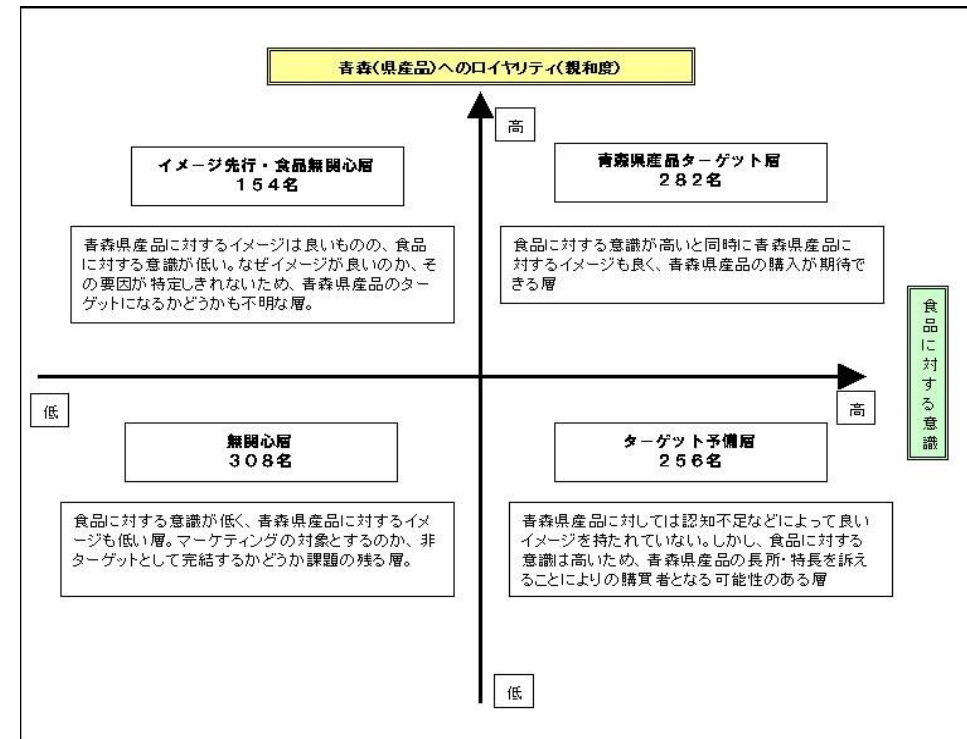 青森(県産品)へのロイヤリティ(親和度)
高
イメージ先行・食品無関心層
154名
青森県産品ターゲット層
282名
青森県産品に対するイメージは良いものの、食品
に対する意識が低い。なぜイメージが良いのか、そ
の要因が特定しきれないため、青森県産品のター
ゲットになるかどうかも不明な層。
食品に対する意識が高いと同時に青森県産品に
対するイメージも良く、青森県産品の購入が期待で
きる層
食品に対する意識
低
高
無関心層
308名
ターゲット予備層
256名
食品に対する意識が低く、青森県産品に対するイメ
ージも低い層。マーケティングの対象とするのか、非
ターゲットとして完結するかどうか課題の残る層。
青森県産品に対しては認知不足などによって良い
イメージを持たれていない。しかし、食品に対する
意識は高いため、青森県産品の長所・特長を訴え
ることによりの購買者となる可能性のある層
低